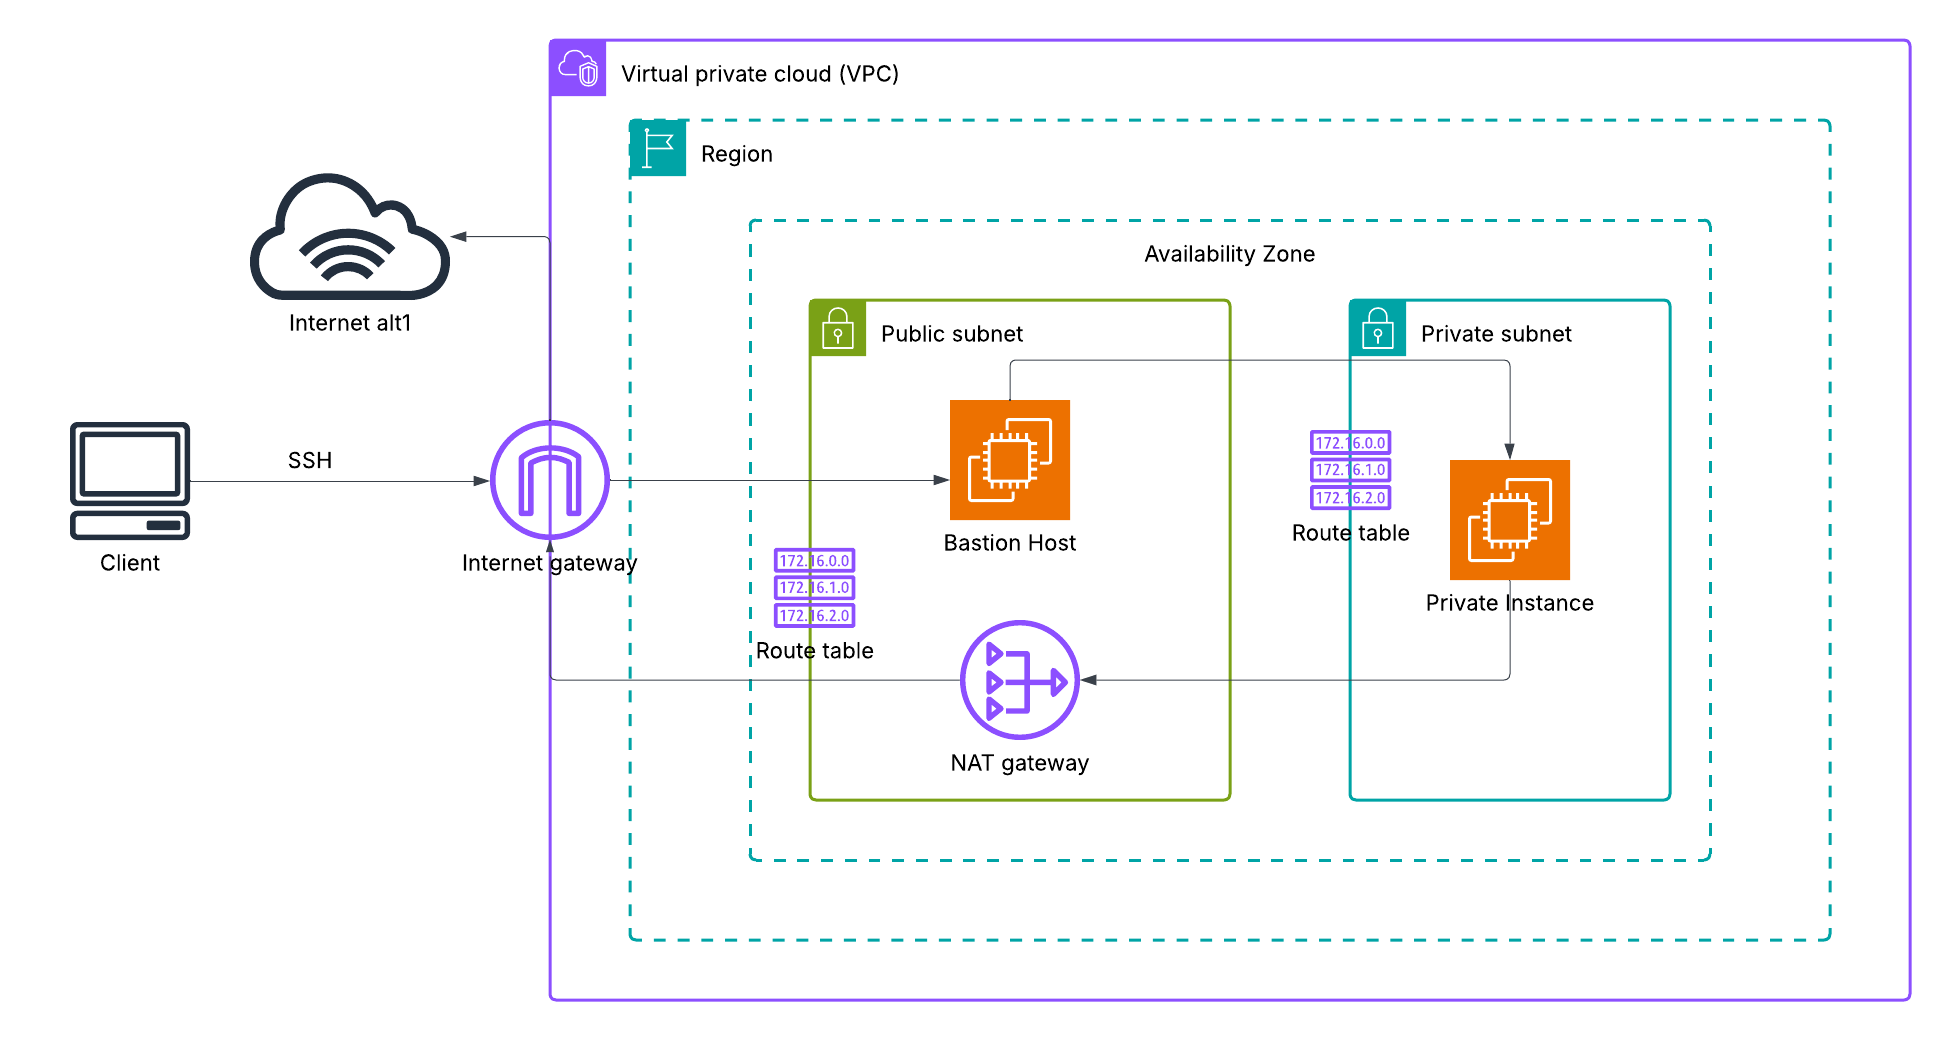 Virtual private cloud (VPC)
Region
Availability Zone
Internet alt1
Public subnet
Private subnet
SSH
Client
Internet gateway
Bastion Host
172.16.0.0
172.16.1.0
172.16.2.0
Route table
Private Instance
172.16.0.0
172.16.1.0
172.16.2.0
Route table
NAT gateway